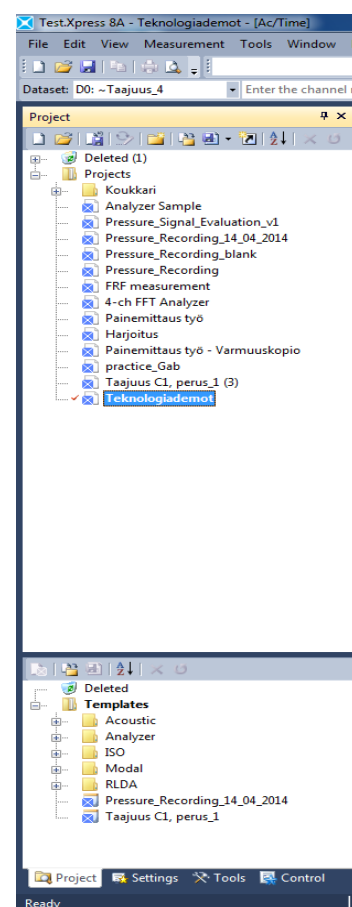 Test.Xpress 8A - Teknologiademot - [Ac/Time]
File Edit View Measurement Tools Window
Dataset: D0: ~Taajuus_4 Enter the channel
Project
Deleted (1)
Projects
Koukkari
Analyzer Sample
Pressure_Signal_Evaluation_v1
Pressure_Recording_14_04_2014
Pressure_Recording_blank
Pressure_Recording
FRF measurement
4-ch FFT Analyzer
Painemittaus työ
Harjoitus
Painemittaus työ - Varmuuskopio
practice_Gab
Taajuus C1, perus_1 (3)
Teknologiademot
Deleted
Templates
Acoustic
Analyzer
ISO
Modal
RLDA
Pressure_Recording_14_04_2014
Taajuus C1, perus_1
Project Settings Tools Control
Ready